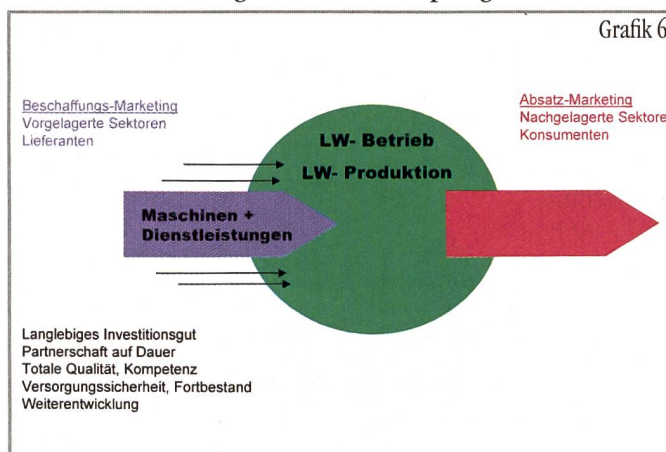 Grafik 6
Beschaffungs-Marketing
Vorgelagerte Sektoren
Lieferanten
Absatz-Marketing
Nachgelagerte Sektore
Konsumenten
LW- Betrieb
LW- Produktion
Maschinen +
Dienstleistungen
Langlebiges Investitionsgut
Partnerschaft auf Dauer
Totale Qualität, Kompetenz
Versorgungssicherheit, Fortbestand
Weiterentwicklung